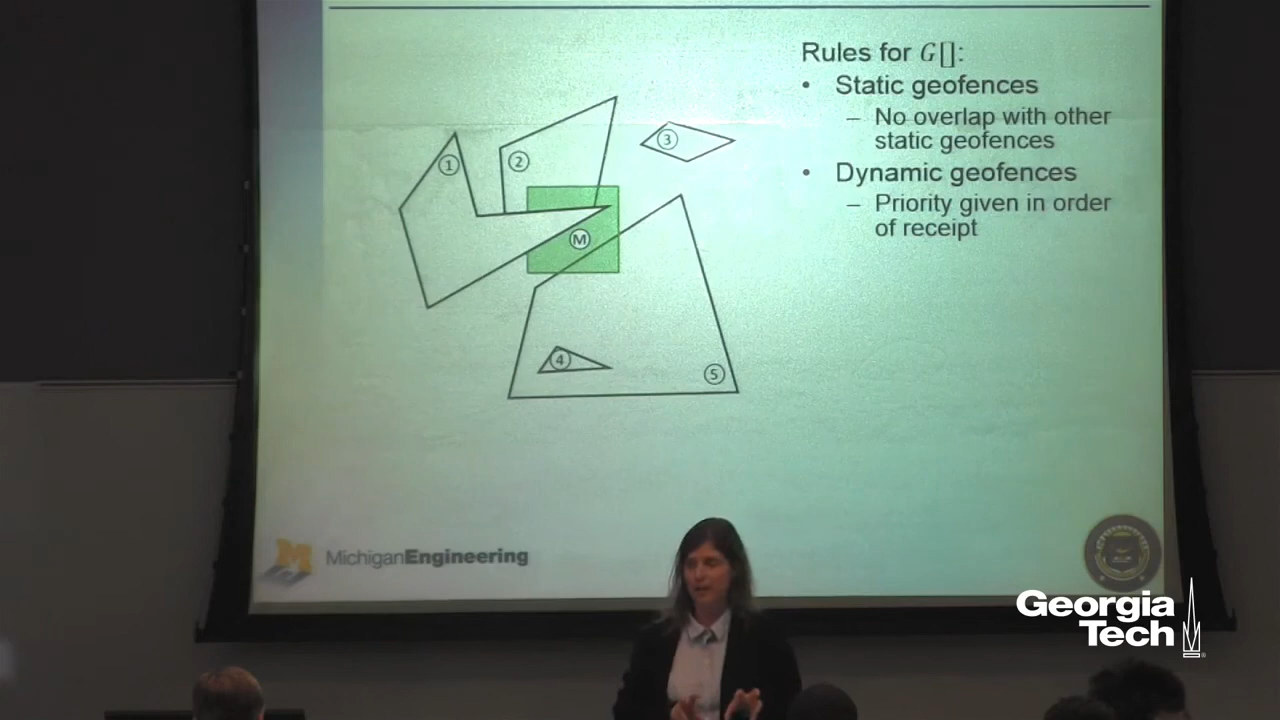 Rules for G[]:
• Static geofences
– No overlap with other
static geofences
• Dynamic geofences
– Priority given in order
of receipt
1
2
3
M
4
5
M
MichiganEngineering
Georgia
Tech